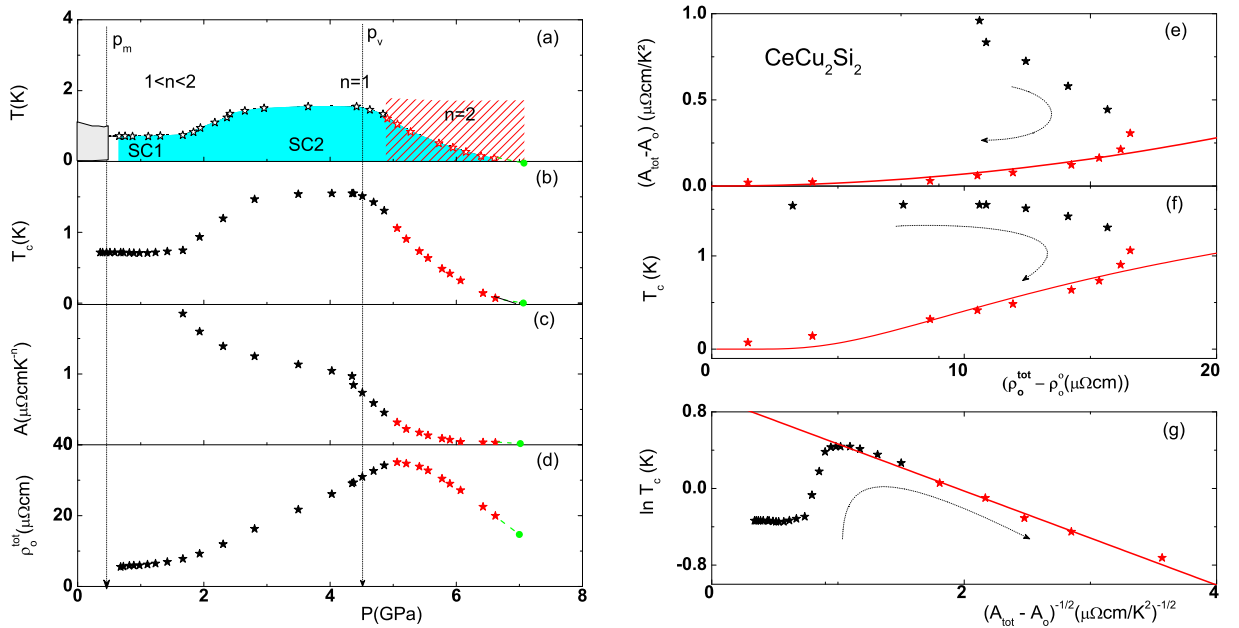 4
2
0
T(K)
p_m
p_v
(a)
1<n<2
n=1
n=2
SC1
SC2
1
0
T_c(K)
(b)
1
A(μΩcmK^-n)
(c)
40
20
0
ρ_o^tot(μΩcm)
(d)
0 2 4 6 8
P(GPa)
1.0
0.5
0.0
(A_tot-A_o) (μΩcm/K²)
CeCu_2Si_2
(e)
1
0
T_c (K)
(f)
0 10 20
(ρ_o^tot − ρ_o^o(μΩcm))
0.8
0.0
-0.8
ln T_c (K)
(g)
0 2 4
(A_tot - A_o)^-1/2(μΩcm/K^2)^-1/2